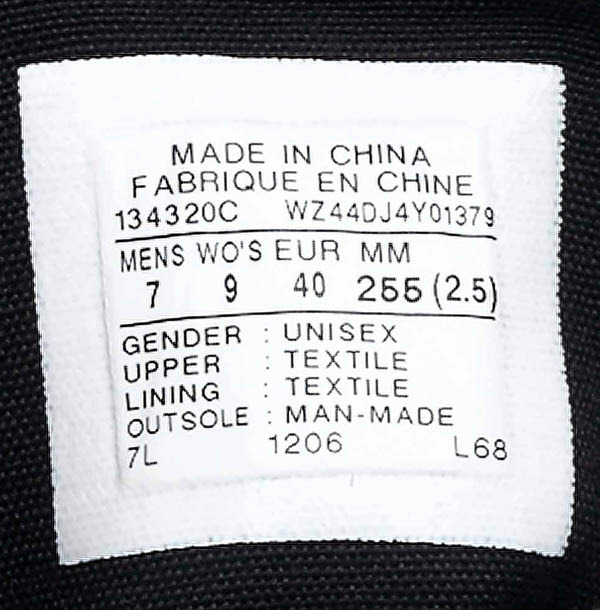 MADE IN CHINA
FABRIQUE EN CHINE
134320C WZ44DJ4Y01379
MENS WO'S EUR MM
7 9 40 255 (2.5)
GENDER : UNISEX
UPPER : TEXTILE
LINING : TEXTILE
OUTSOLE : MAN-MADE
7L 1206 L68